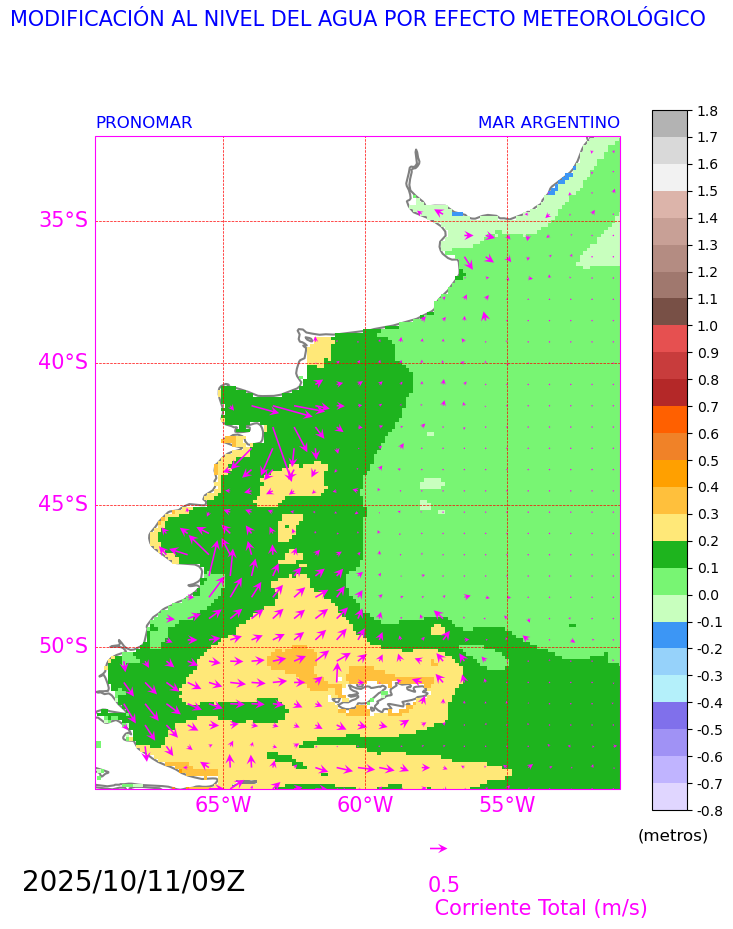 MODIFICACIÓN AL NIVEL DEL AGUA POR EFECTO METEOROLÓGICO
PRONOMAR MAR ARGENTINO
35°S
40°S
45°S
50°S
65°W 60°W 55°W
1.8
1.7
1.6
1.5
1.4
1.3
1.2
1.1
1.0
0.9
0.8
0.7
0.6
0.5
0.4
0.3
0.2
0.1
0.0
-0.1
-0.2
-0.3
-0.4
-0.5
-0.6
-0.7
-0.8
(metros)
2025/10/11/09Z
0.5
Corriente Total (m/s)